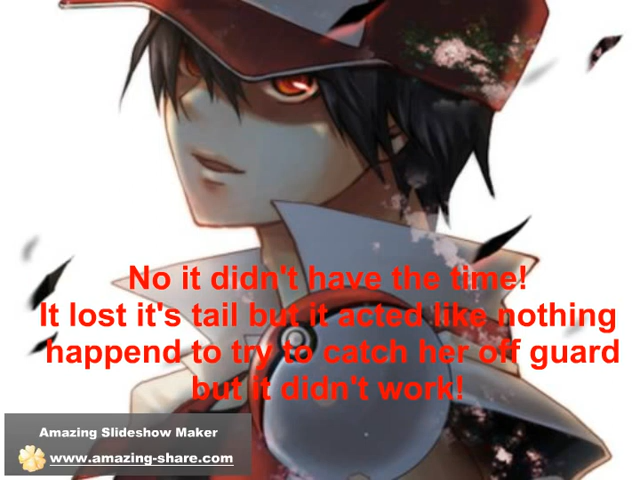 No it didn't have the time!
It lost it's tail but it acted like nothing
happend to try to catch her off guard
but it didn't work!
Amazing Slideshow Maker
www.amazing-share.com